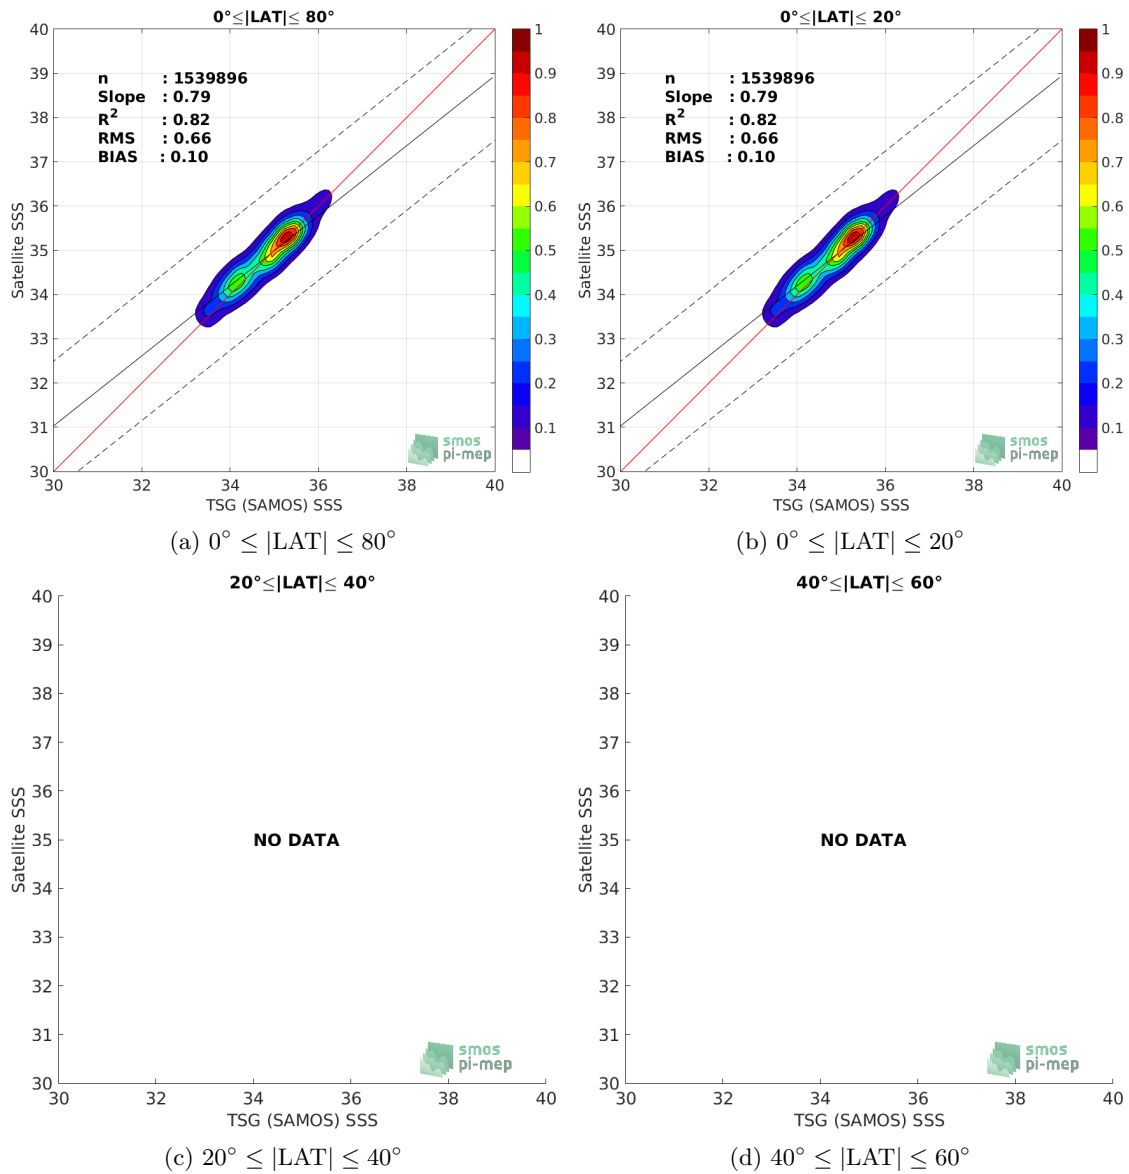 0°≤|LAT|≤ 80°
40
39
38
37
36
35
34
33
32
31
30
Satellite SSS
n : 1539896
Slope : 0.79
R2 : 0.82
RMS : 0.66
BIAS : 0.10
smos
pi-mep
30 32 34 36 38 40
TSG (SAMOS) SSS
1
0.9
0.8
0.7
0.6
0.5
0.4
0.3
0.2
0.1
(a) 0° ≤ |LAT| ≤ 80°
0°≤|LAT|≤ 20°
40
39
38
37
36
35
34
33
32
31
30
Satellite SSS
n : 1539896
Slope : 0.79
R2 : 0.82
RMS : 0.66
BIAS : 0.10
smos
pi-mep
30 32 34 36 38 40
TSG (SAMOS) SSS
1
0.9
0.8
0.7
0.6
0.5
0.4
0.3
0.2
0.1
(b) 0° ≤ |LAT| ≤ 20°
20°≤|LAT|≤ 40°
40
39
38
37
36
35
34
33
32
31
30
Satellite SSS
NO DATA
smos
pi-mep
30 32 34 36 38 40
TSG (SAMOS) SSS
(c) 20° ≤ |LAT| ≤ 40°
40°≤|LAT|≤ 60°
40
39
38
37
36
35
34
33
32
31
30
Satellite SSS
NO DATA
smos
pi-mep
30 32 34 36 38 40
TSG (SAMOS) SSS
(d) 40° ≤ |LAT| ≤ 60°